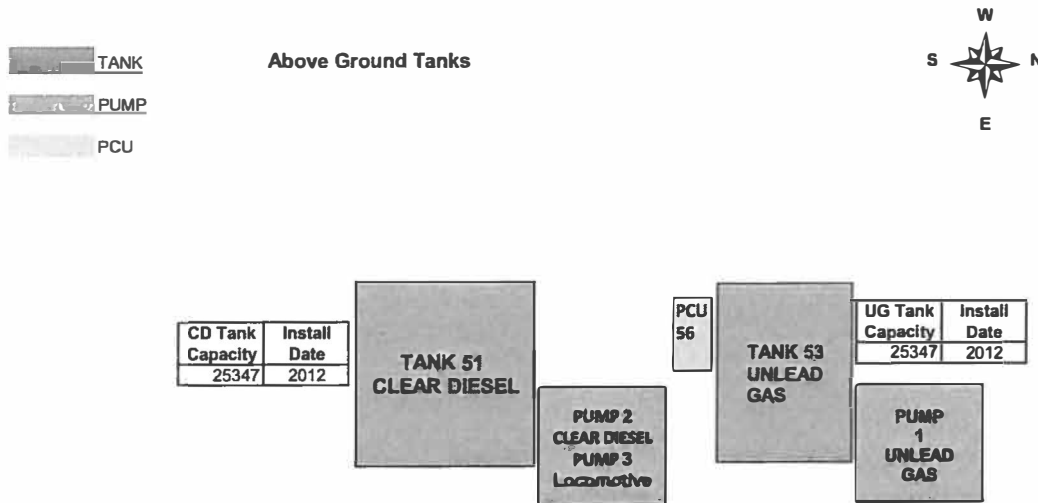 TANK
PUMP
PCU
Above Ground Tanks
W
S
N
E
CD Tank Capacity
Install Date
25347
2012
TANK 51
CLEAR DIESEL
PUMP 2
CLEAR DIESEL
PUMP 3
Locomotive
PCU
56
TANK 53
UNLEAD
GAS
UG Tank Capacity
Install Date
25347
2012
PUMP
1
UNLEAD
GAS